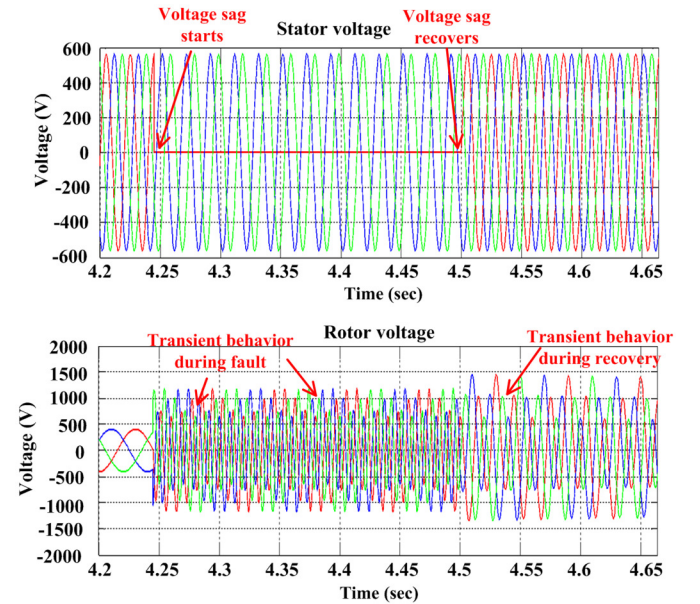 Voltage sag
starts
Stator voltage
Voltage sag
recovers
Voltage (V)
600
400
200
0
-200
-400
-600
4.2 4.25 4.3 4.35 4.4 4.45 4.5 4.55 4.6 4.65
Time (sec)
Transient behavior
during fault
Rotor voltage
Transient behavior
during recovery
Voltage (V)
2000
1500
1000
500
0
-500
-1000
-1500
-2000
4.2 4.25 4.3 4.35 4.4 4.45 4.5 4.55 4.6 4.65
Time (sec)